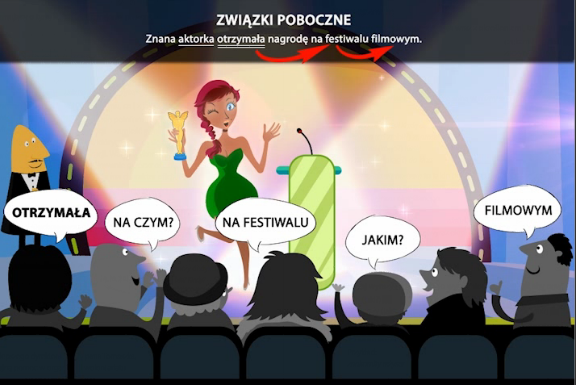 ZWIĄZKI POBOCZNE
Znana aktorka otrzymała nagrodę na festiwalu filmowym.
OTRZYMAŁA
NA CZYM?
NA FESTIWALU
JAKIM?
FILMOWYM